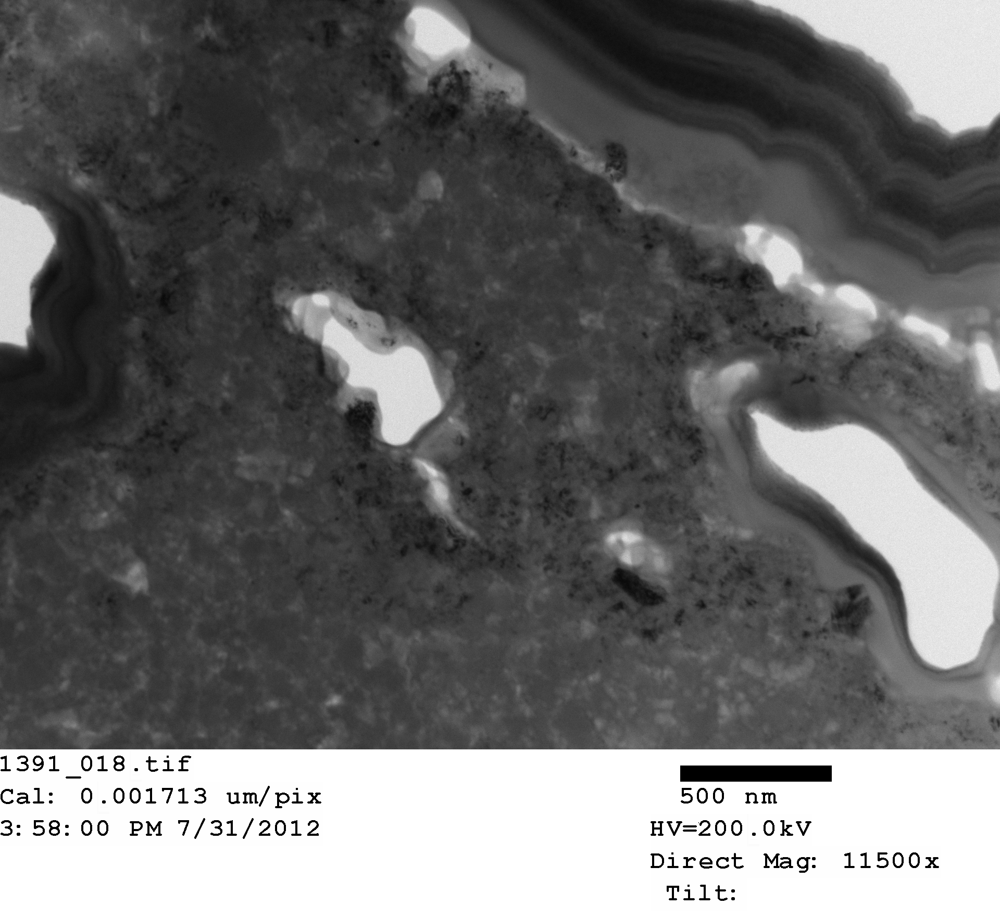 1391_018.tif
Cal: 0.001713 um/pix
3:58:00 PM 7/31/2012
500 nm
HV=200.0kV
Direct Mag: 11500x
Tilt: